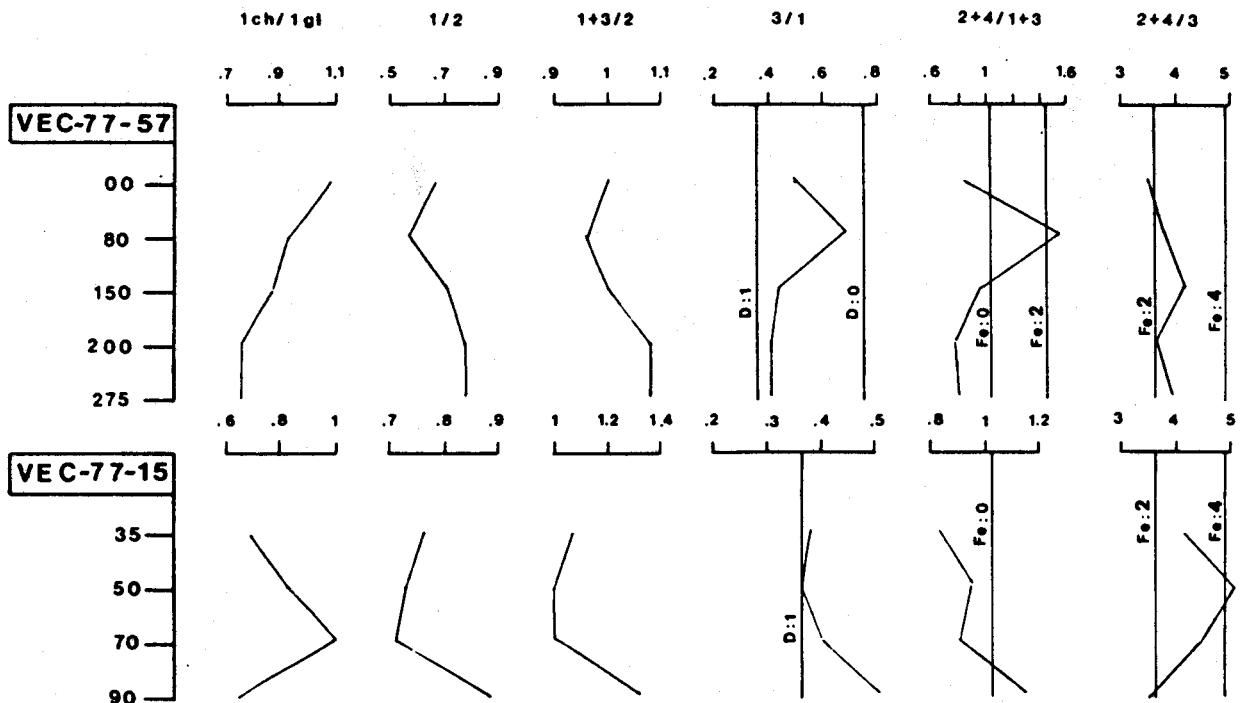 1ch/1gl 1/2 1+3/2 3/1 2+4/1+3 2+4/3
.7 .9 1.1 .5 .7 .9 .9 1 1.1 .2 .4 .6 .8 .6 1 1.6 3 4 5
VEC-77-57
00
80
150
200
275
D:1 D:0 Fe:0 Fe:2 Fe:2 Fe:4
.6 .8 1 .7 .8 .9 1 1.2 1.4 .2 .3 .4 .5 .8 1 1.2 3 4 5
VEC-77-15
35
50
70
90
D:1 Fe:0 Fe:2 Fe:4